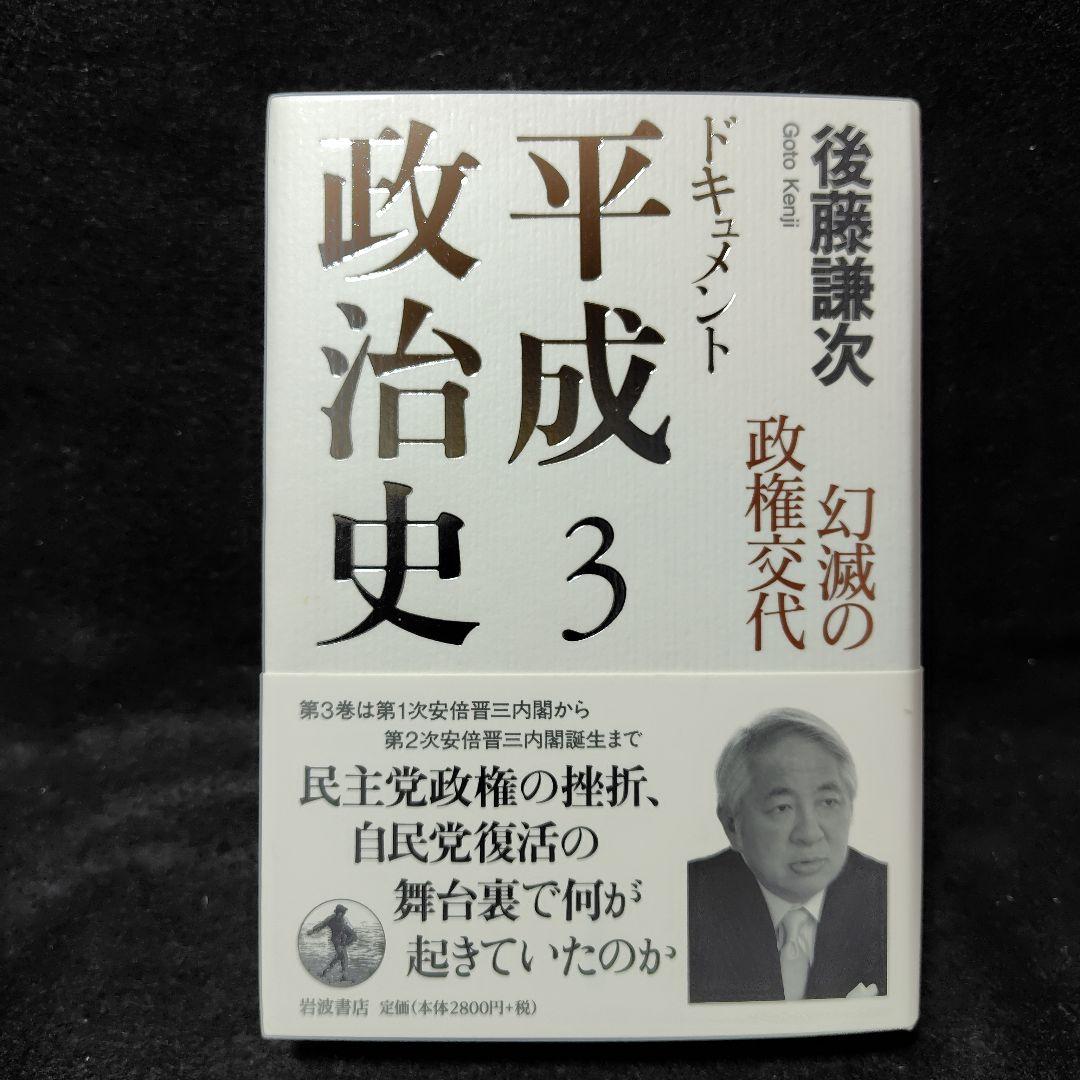 後藤謙次
Goto Kenji
ドキュメント
平成
政治史
3
幻滅の
政権交代
第3巻は第1次安倍晋三内閣から
第2次安倍晋三内閣誕生まで
民主党政権の挫折、
自民党復活の
舞台裏で何が
起きていたのか
岩波書店 定価(本体2800円+税)